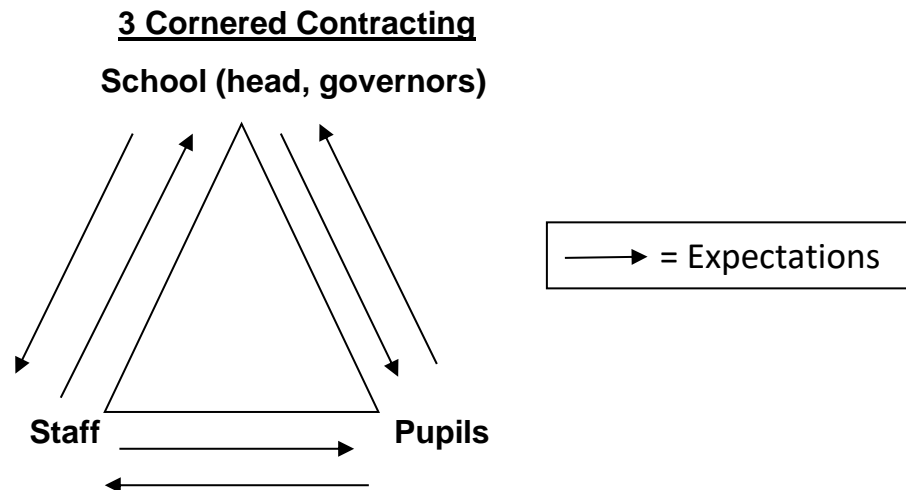 3 Cornered Contracting
School (head, governors)
= Expectations
Staff
Pupils